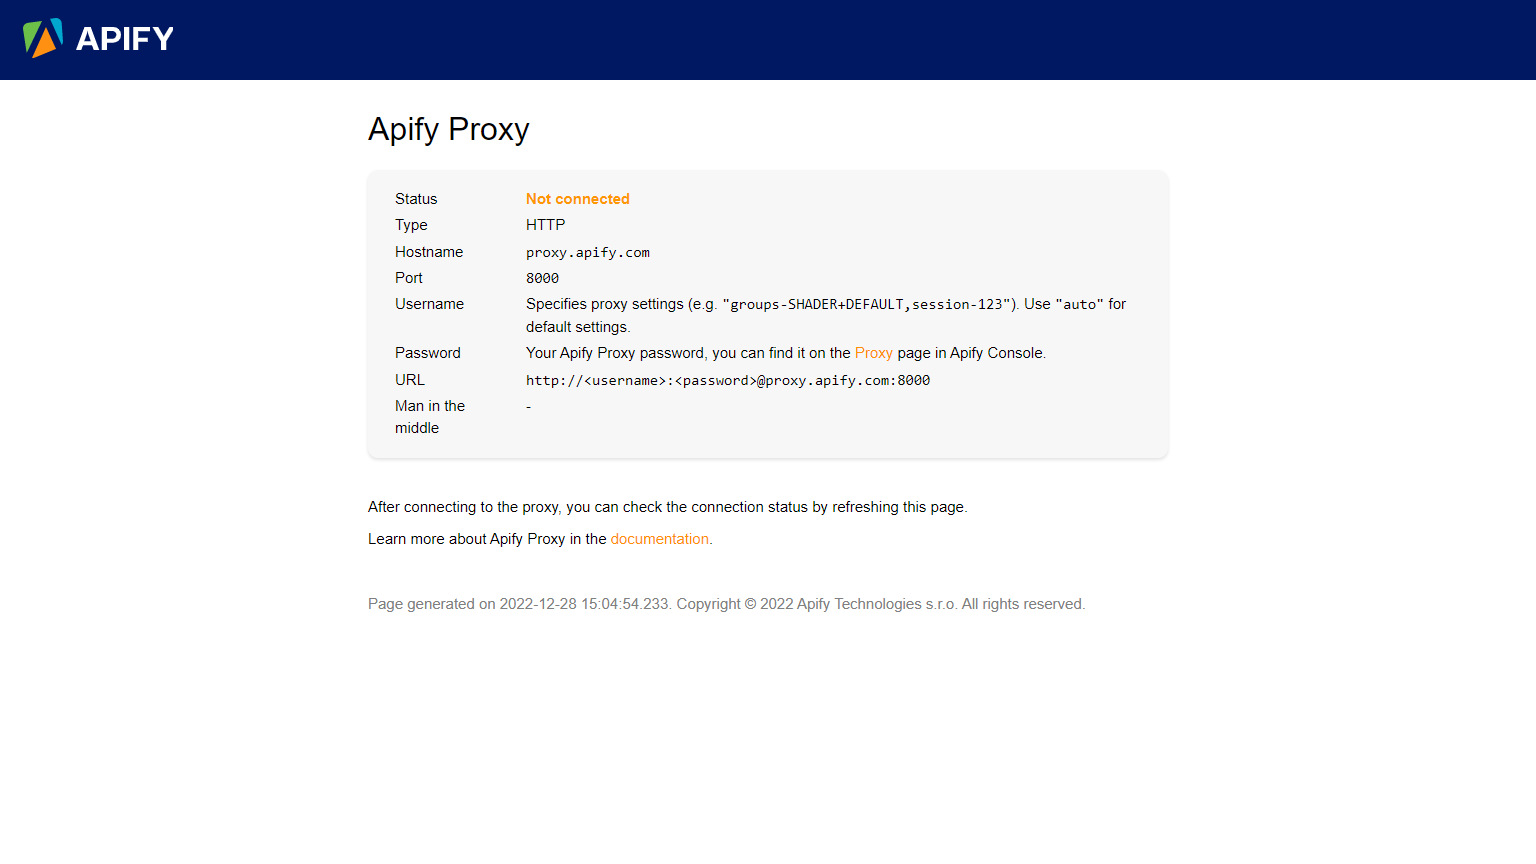 APIFY
Apify Proxy
Status Not connected
Type HTTP
Hostname proxy.apify.com
Port 8000
Username Specifies proxy settings (e.g. "groups-SHADER+DEFAULT,session-123"). Use "auto" for
default settings.
Password Your Apify Proxy password, you can find it on the Proxy page in Apify Console.
URL http://<username>:<password>@proxy.apify.com:8000
Man in the -
middle
After connecting to the proxy, you can check the connection status by refreshing this page.
Learn more about Apify Proxy in the documentation.
Page generated on 2022-12-28 15:04:54.233. Copyright © 2022 Apify Technologies s.r.o. All rights reserved.